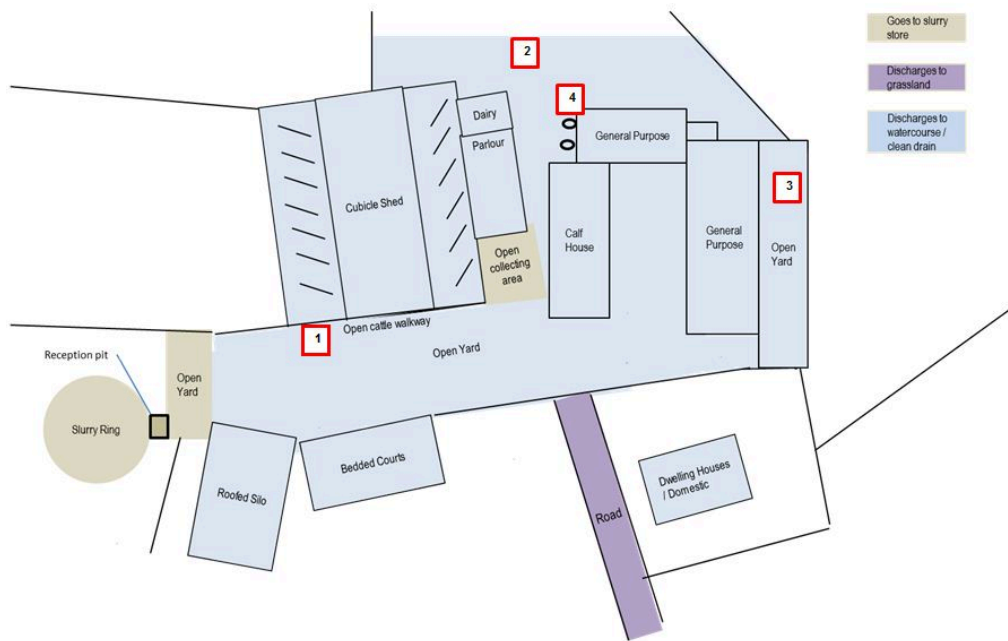 Goes to slurry
store
Discharges to
grassland
Discharges to
watercourse /
clean drain
2
4
Dairy
Parlour
General Purpose
3
Cubicle Shed
Calf
House
General
Purpose
Open
Yard
Open
collecting
area
1
Open cattle walkway
Open Yard
Reception pit
Open
Yard
Slurry Ring
Bedded Courts
Roofed Silo
Road
Dwelling Houses
/ Domestic